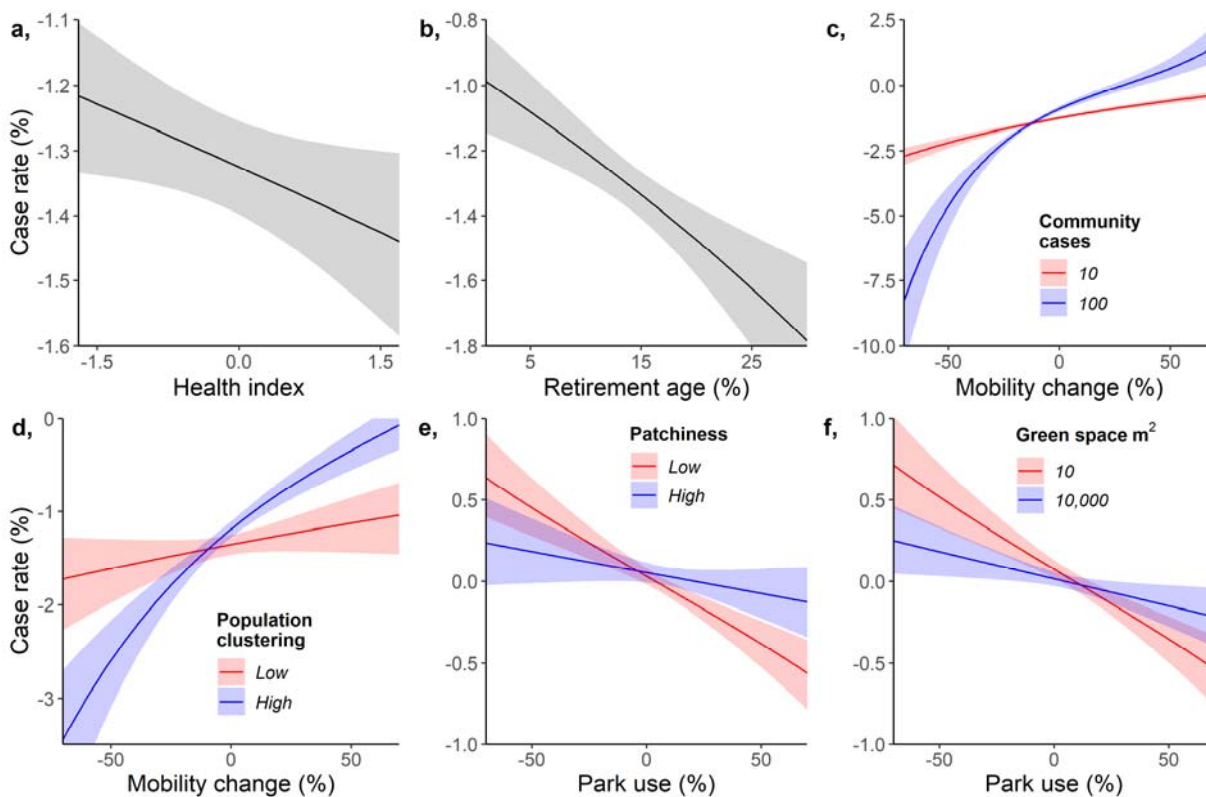 a,
Case rate (%)
-1.1
-1.2
-1.3
-1.4
-1.5
-1.6
-1.5
0.0
1.5
Health index
b,
-0.8
-1.0
-1.2
-1.4
-1.6
-1.8
5
15
25
Retirement age (%)
c,
2.5
0.0
-2.5
-5.0
-7.5
-10.0
Community
cases
10
100
-50
0
50
Mobility change (%)
d,
Case rate (%)
0
-1
-2
-3
Population
clustering
Low
High
-50
0
50
Mobility change (%)
e,
1.0
0.5
0.0
-0.5
-1.0
Patchiness
Low
High
-50
0
50
Park use (%)
f,
1.0
0.5
0.0
-0.5
-1.0
Green space m²
10
10,000
-50
0
50
Park use (%)